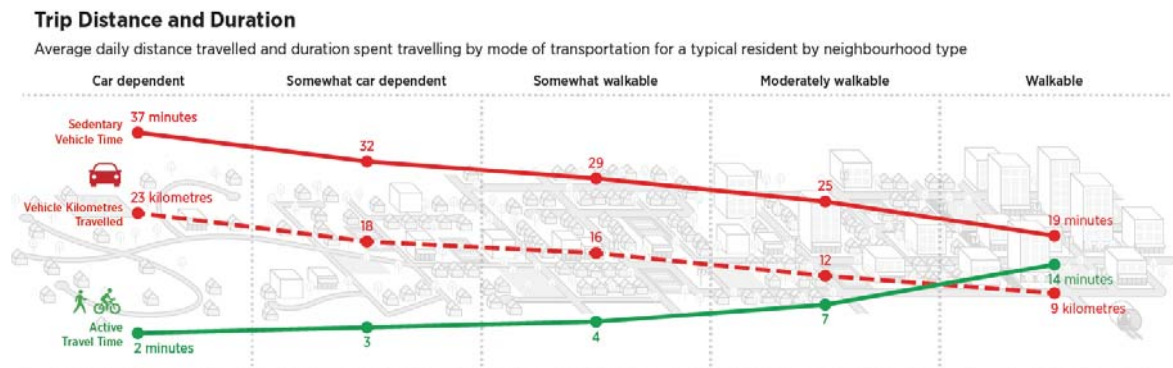 Trip Distance and Duration
Average daily distance travelled and duration spent travelling by mode of transportation for a typical resident by neighbourhood type
Car dependent Somewhat car dependent Somewhat walkable Moderately walkable Walkable
Sedentary
Vehicle Time
37 minutes
32
29
25
19 minutes
Vehicle Kilometres
Travelled
23 kilometres
18
16
12
9 kilometres
Active
Travel Time
2 minutes
3
4
7
14 minutes